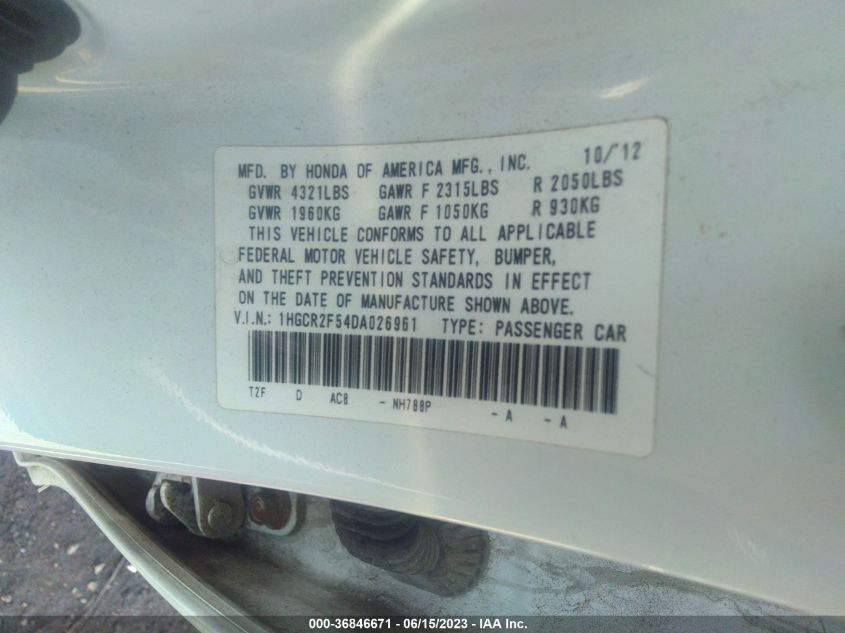 MFD. BY HONDA OF AMERICA MFG., INC. 10/12
GVWR 4321LBS GAWR F 2315LBS R 2050LBS
GVWR 1960KG GAWR F 1050KG R 930KG
THIS VEHICLE CONFORMS TO ALL APPLICABLE
FEDERAL MOTOR VEHICLE SAFETY, BUMPER,
AND THEFT PREVENTION STANDARDS IN EFFECT
ON THE DATE OF MANUFACTURE SHOWN ABOVE.
V.I.N.: 1HGCR2F54DA026961 TYPE: PASSENGER CAR
T2F D AC8 - NH788P - A - A
000-36846671 - 06/15/2023 - IAA Inc.